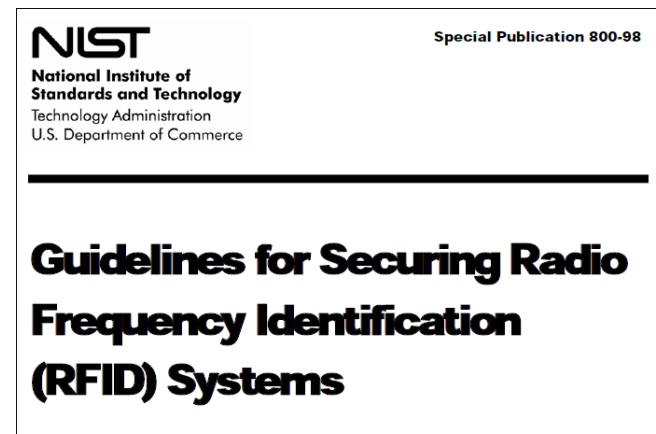 NIST
Special Publication 800-98
National Institute of
Standards and Technology
Technology Administration
U.S. Department of Commerce
Guidelines for Securing Radio
Frequency Identification
(RFID) Systems